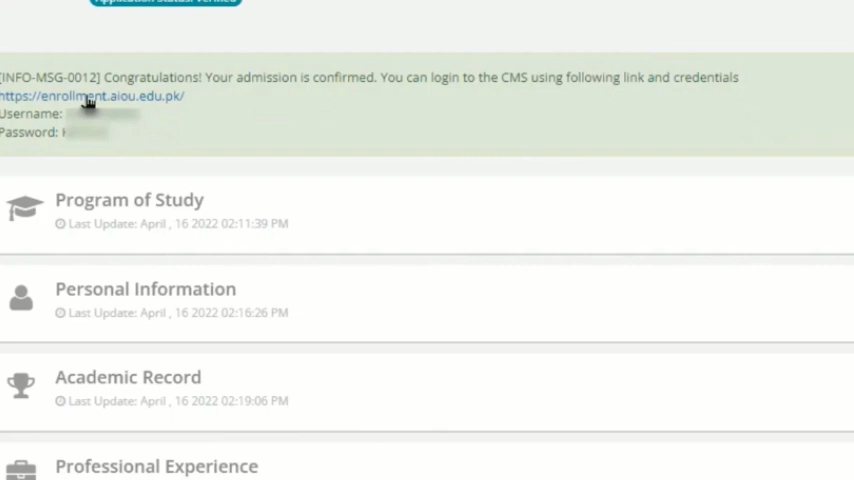 Application Status: Verified
[INFO-MSG-0012] Congratulations! Your admission is confirmed. You can login to the CMS using following link and credentials
https://enrollment.aiou.edu.pk/
Username:
Password:
Program of Study
Last Update: April , 16 2022 02:11:39 PM
Personal Information
Last Update: April , 16 2022 02:16:26 PM
Academic Record
Last Update: April , 16 2022 02:19:06 PM
Professional Experience